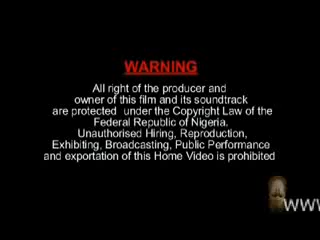 WARNING
All right of the producer and
owner of this film and its soundtrack
are protected under the Copyright Law of the
Federal Republic of Nigeria.
Unauthorised Hiring, Reproduction,
Exhibiting, Broadcasting, Public Performance
and exportation of this Home Video is prohibited
www.